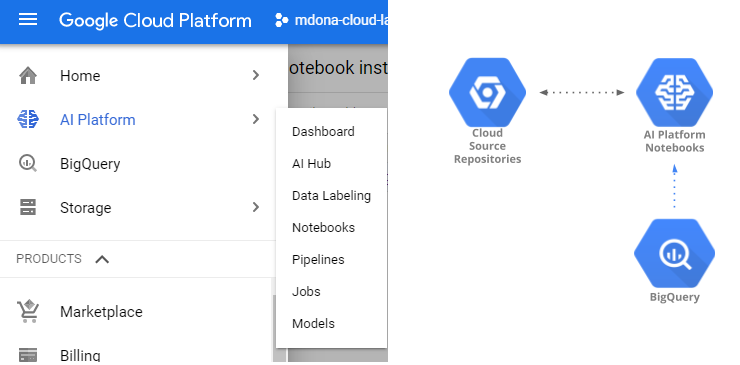 Google Cloud Platform
mdona-cloud-la
Home
otebook inst
AI Platform
BigQuery
Storage
PRODUCTS
Marketplace
Billing
Dashboard
AI Hub
Data Labeling
Notebooks
Pipelines
Jobs
Models
Cloud
Source
Repositories
AI Platform
Notebooks
BigQuery